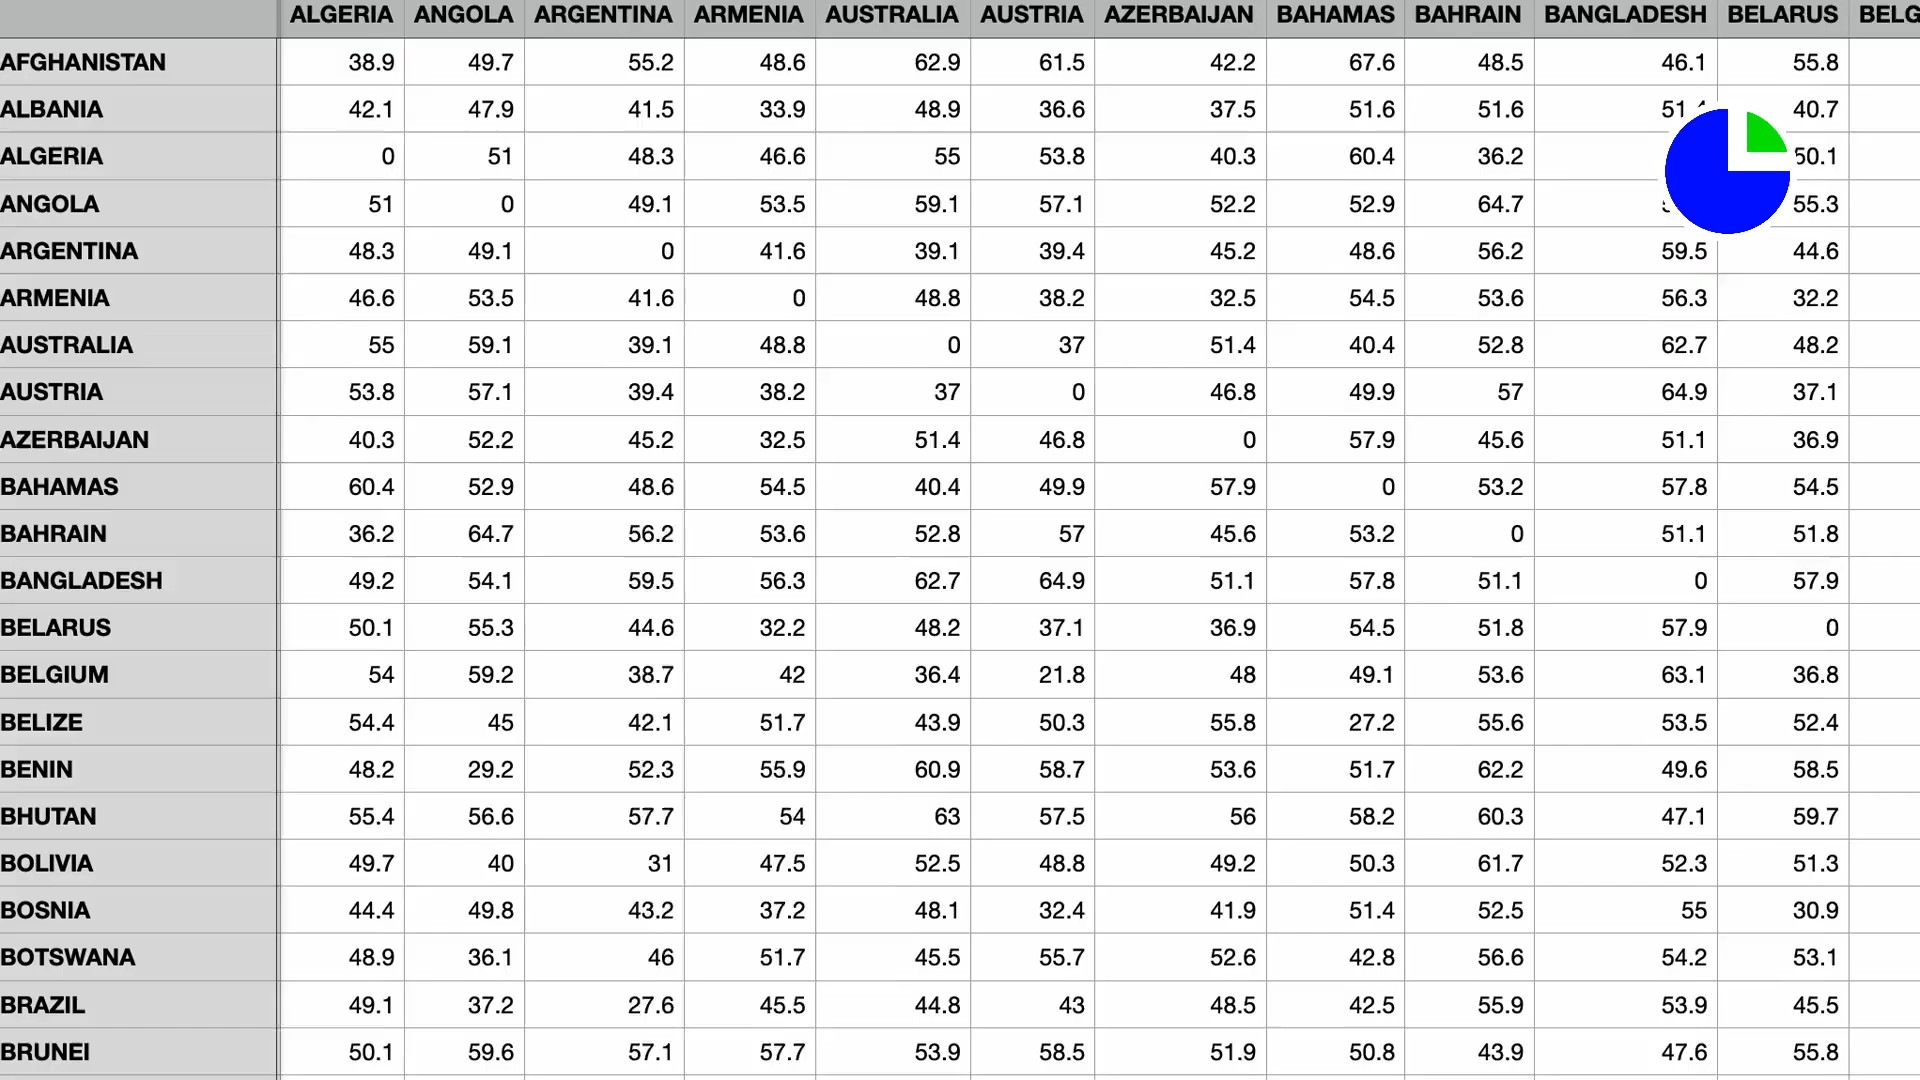 ALGERIA ANGOLA ARGENTINA ARMENIA AUSTRALIA AUSTRIA AZERBAIJAN BAHAMAS BAHRAIN BANGLADESH BELARUS BELG
AFGHANISTAN 38.9 49.7 55.2 48.6 62.9 61.5 42.2 67.6 48.5 46.1 55.8
ALBANIA 42.1 47.9 41.5 33.9 48.9 36.6 37.5 51.6 51.6 40.7
ALGERIA 0 51 48.3 46.6 55 53.8 40.3 60.4 36.2 50.1
ANGOLA 51 0 49.1 53.5 59.1 57.1 52.2 52.9 64.7 55.3
ARGENTINA 48.3 49.1 0 41.6 39.1 39.4 45.2 48.6 56.2 59.5 44.6
ARMENIA 46.6 53.5 41.6 0 48.8 38.2 32.5 54.5 53.6 56.3 32.2
AUSTRALIA 55 59.1 39.1 48.8 0 37 51.4 40.4 52.8 62.7 48.2
AUSTRIA 53.8 57.1 39.4 38.2 37 0 46.8 49.9 57 64.9 37.1
AZERBAIJAN 40.3 52.2 45.2 32.5 51.4 46.8 0 57.9 45.6 51.1 36.9
BAHAMAS 60.4 52.9 48.6 54.5 40.4 49.9 57.9 0 53.2 57.8 54.5
BAHRAIN 36.2 64.7 56.2 53.6 52.8 57 45.6 53.2 0 51.1 51.8
BANGLADESH 49.2 54.1 59.5 56.3 62.7 64.9 51.1 57.8 51.1 0 57.9
BELARUS 50.1 55.3 44.6 32.2 48.2 37.1 36.9 54.5 51.8 57.9 0
BELGIUM 54 59.2 38.7 42 36.4 21.8 48 49.1 53.6 63.1 36.8
BELIZE 54.4 45 42.1 51.7 43.9 50.3 55.8 27.2 55.6 53.5 52.4
BENIN 48.2 29.2 52.3 55.9 60.9 58.7 53.6 51.7 62.2 49.6 58.5
BHUTAN 55.4 56.6 57.7 54 63 57.5 56 58.2 60.3 47.1 59.7
BOLIVIA 49.7 40 31 47.5 52.5 48.8 49.2 50.3 61.7 52.3 51.3
BOSNIA 44.4 49.8 43.2 37.2 48.1 32.4 41.9 51.4 52.5 55 30.9
BOTSWANA 48.9 36.1 46 51.7 45.5 55.7 52.6 42.8 56.6 54.2 53.1
BRAZIL 49.1 37.2 27.6 45.5 44.8 43 48.5 42.5 55.9 53.9 45.5
BRUNEI 50.1 59.6 57.1 57.7 53.9 58.5 51.9 50.8 43.9 47.6 55.8